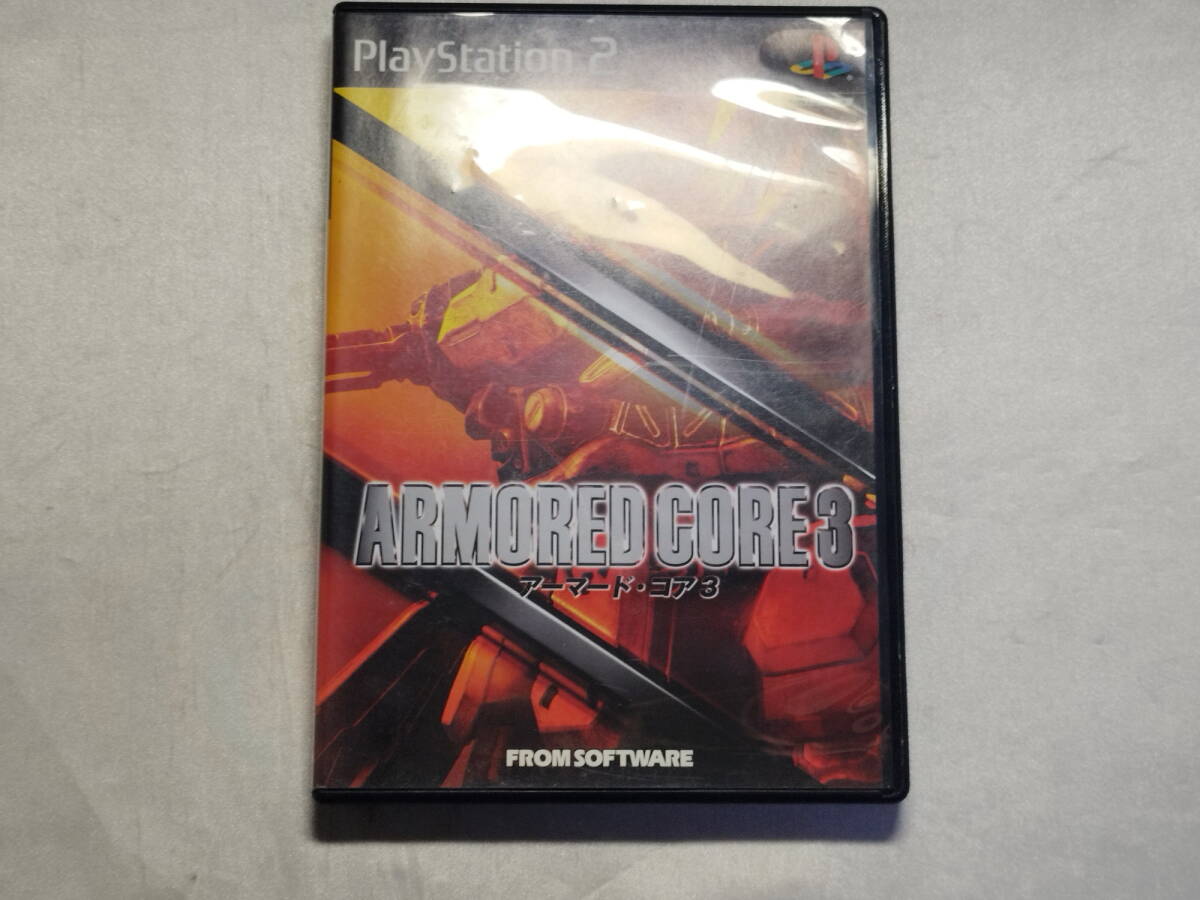 PlayStation 2
ARMORED CORE 3
アーマード・コア3
FROM SOFTWARE